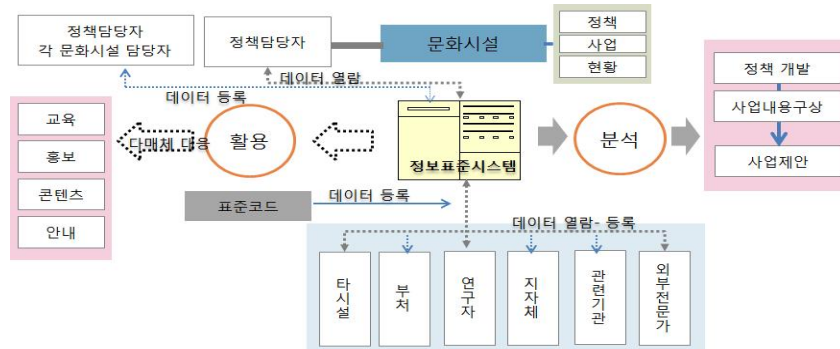 정책담당자
각 문화시설 담당자
정책담당자
문화시설
정책
사업
현황
데이터 열람
데이터 등록
교육
홍보
콘텐츠
안내
다매체 대응
활용
정보표준시스템
분석
정책 개발
사업내용구상
사업제안
표준코드
데이터 등록
데이터 열람- 등록
타시설
부처
연구자
지자체
관련기관
외부전문가